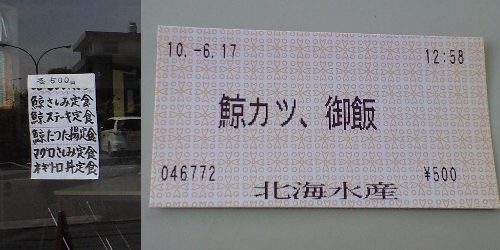 各500円
鯨さしみ定食
鯨ステーキ定食
鯨たつた揚定食
マグロさしみ定食
ネギトロ丼定食
10.-6.17
12:58
鯨カツ、御飯
046772
¥500
北海水産